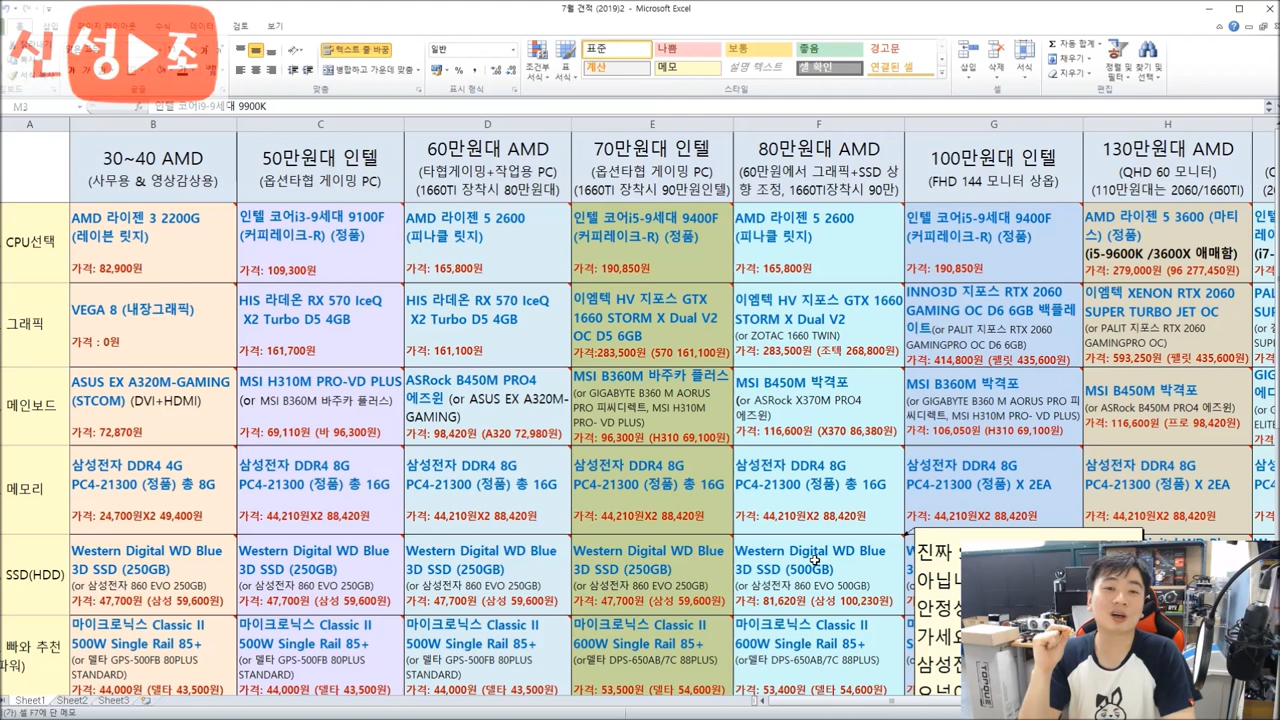 7월 견적 (2019)2 - Microsoft Excel
검토 보기
텍스트 줄 바꿈 일반 표준 나쁨 보통 좋음 경고문 자동 합계
병합하고 가운데 맞춤 계산 메모 설명 텍스트 셀 확인 연결된 셀 채우기 지우기
조건부 서식 표 서식 삽입 삭제 서식 정렬 및 필터 찾기 및 선택
맞춤 표시 형식 스타일 셀 편집
신성조
M3 인텔 코어i9-9세대 9900K
A B C D E F G H
30~40 AMD
(사무용 & 영상감상용)
50만원대 인텔
(옵션타협 게이밍 PC)
60만원대 AMD
(타협게이밍+작업용 PC)
(1660TI 장착시 80만원대)
70만원대 인텔
(옵션타협 게이밍 PC)
(1660TI 장착시 90만원인텔)
80만원대 AMD
(60만원에서 그래픽+SSD 상
향 조정, 1660TI장착시 90만)
100만원대 인텔
(FHD 144 모니터 상옵)
130만원대 AMD
(QHD 60 모니터)
(110만원대는 2060/1660TI)
CPU선택
AMD 라이젠 3 2200G
(레이븐 릿지)
가격: 82,900원
인텔 코어i3-9세대 9100F
(커피레이크-R) (정품)
가격: 109,300원
AMD 라이젠 5 2600
(피나클 릿지)
가격: 165,800원
인텔 코어i5-9세대 9400F
(커피레이크-R) (정품)
가격: 190,850원
AMD 라이젠 5 2600
(피나클 릿지)
가격: 165,800원
인텔 코어i5-9세대 9400F
(커피레이크-R) (정품)
가격: 190,850원
AMD 라이젠 5 3600 (마티
스) (정품)
(i5-9600K /3600X 애매함)
가격: 279,000원 (96 277,450원)
그래픽
VEGA 8 (내장그래픽)
가격 : 0원
HIS 라데온 RX 570 IceQ
X2 Turbo D5 4GB
가격: 161,700원
HIS 라데온 RX 570 IceQ
X2 Turbo D5 4GB
가격: 161,100원
이엠텍 HV 지포스 GTX
1660 STORM X Dual V2
OC D5 6GB
가격:283,500원 (570 161,100원)
이엠텍 HV 지포스 GTX 1660
STORM X Dual V2
(or ZOTAC 1660 TWIN)
가격: 283,500원 (조텍 268,800원)
INNO3D 지포스 RTX 2060
GAMING OC D6 6GB 백플레
이트(or PALIT 지포스 RTX 2060
GAMINGPRO OC D6 6GB)
가격: 414,800원 (펠릿 435,600원)
이엠텍 XENON RTX 2060
SUPER TURBO JET OC
(or PALIT 지포스 RTX 2060
GAMINGPRO OC)
가격: 593,250원 (펠릿 435,600원)
메인보드
ASUS EX A320M-GAMING
(STCOM) (DVI+HDMI)
가격: 72,870원
MSI H310M PRO-VD PLUS
(or MSI B360M 바주카 플러스)
가격: 69,110원 (바 96,300원)
ASRock B450M PRO4
에즈윈 (or ASUS EX A320M-
GAMING)
가격: 98,420원 (A320 72,980원)
MSI B360M 바주카 플러스
(or GIGABYTE B360 M AORUS
PRO 피씨디렉트, MSI H310M
PRO- VD PLUS)
가격: 96,300원 (H310 69,100원)
MSI B450M 박격포
(or ASRock X370M PRO4
에즈윈)
가격: 116,600원 (X370 86,380원)
MSI B360M 박격포
(or GIGABYTE B360 M AORUS PRO 피
씨디렉트, MSI H310M PRO- VD PLUS)
가격: 106,050원 (H310 69,100원)
MSI B450M 박격포
(or ASRock B450M PRO4 에즈윈)
가격: 116,600원 (프로 98,420원)
메모리
삼성전자 DDR4 4G
PC4-21300 (정품) 총 8G
가격: 24,700원X2 49,400원
삼성전자 DDR4 8G
PC4-21300 (정품) 총 16G
가격: 44,210원X2 88,420원
삼성전자 DDR4 8G
PC4-21300 (정품) 총 16G
가격: 44,210원X2 88,420원
삼성전자 DDR4 8G
PC4-21300 (정품) 총 16G
가격: 44,210원X2 88,420원
삼성전자 DDR4 8G
PC4-21300 (정품) 총 16G
가격: 44,210원X2 88,420원
삼성전자 DDR4 8G
PC4-21300 (정품) X 2EA
가격: 44,210원X2 88,420원
삼성전자 DDR4 8G
PC4-21300 (정품) X 2EA
가격: 44,210원X2 88,420원
SSD(HDD)
Western Digital WD Blue
3D SSD (250GB)
(or 삼성전자 860 EVO 250GB)
가격: 47,700원 (삼성 59,600원)
Western Digital WD Blue
3D SSD (250GB)
(or 삼성전자 860 EVO 250GB)
가격: 47,700원 (삼성 59,600원)
Western Digital WD Blue
3D SSD (250GB)
(or 삼성전자 860 EVO 250GB)
가격: 47,700원 (삼성 59,600원)
Western Digital WD Blue
3D SSD (250GB)
(or 삼성전자 860 EVO 250GB)
가격: 47,700원 (삼성 59,600원)
Western Digital WD Blue
3D SSD (500GB)
(or 삼성전자 860 EVO 500GB)
가격: 81,620원 (삼성 100,230원)
진짜
아닙니
안정성
가세요
삼성전
빠와 추천
파워)
마이크로닉스 Classic II
500W Single Rail 85+
(or 델타 GPS-500FB 80PLUS
STANDARD)
가격: 44,000원 (델타 43,500원)
마이크로닉스 Classic II
500W Single Rail 85+
(or 델타 GPS-500FB 80PLUS
STANDARD)
가격: 44,000원 (델타 43,500원)
마이크로닉스 Classic II
500W Single Rail 85+
(or 델타 GPS-500FB 80PLUS
STANDARD)
가격: 44,000원 (델타 43,500원)
마이크로닉스 Classic II
600W Single Rail 85+
(or델타 DPS-650AB/7C 88PLUS)
가격: 53,500원 (델타 54,600원)
마이크로닉스 Classic II
600W Single Rail 85+
(or델타 DPS-650AB/7C 88PLUS)
가격: 53,400원 (델타 54,600원)
Sheet1 Sheet2 Sheet3
(가) 셀 F7에 단 메모